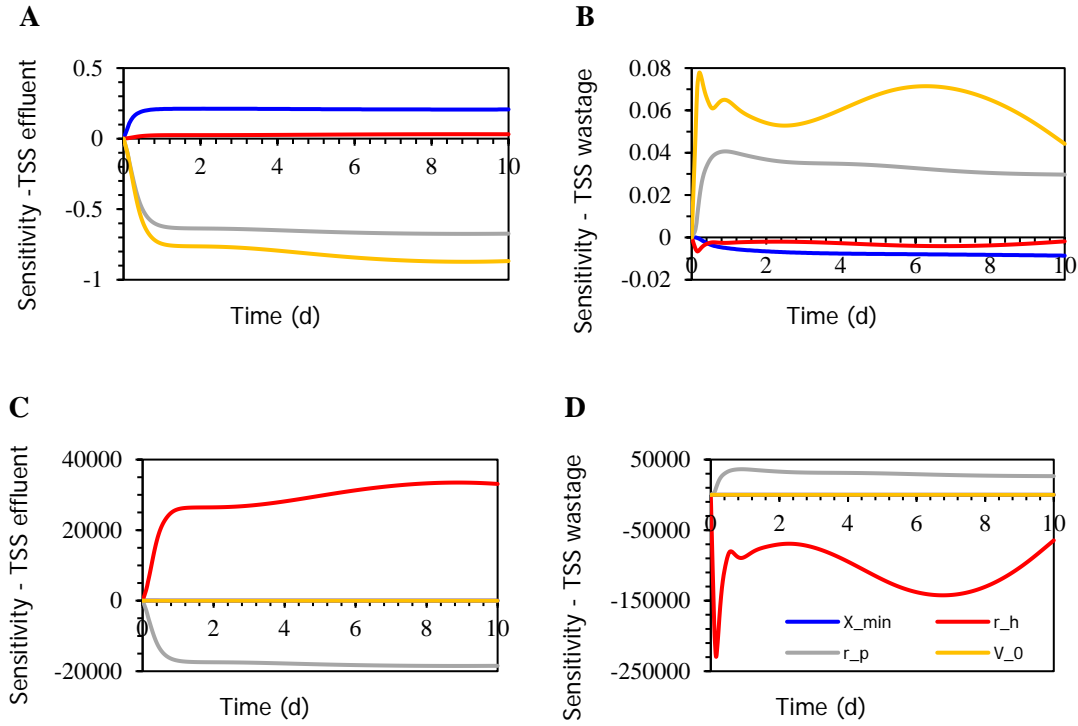 A
Sensitivity -TSS effluent
0.5
0
-0.5
-1
0 2 4 6 8 10
Time (d)
B
Sensitivity - TSS wastage
0.08
0.06
0.04
0.02
0
-0.02
0 2 4 6 8 10
Time (d)
C
Sensitivity - TSS effluent
40000
20000
0
-20000
0 2 4 6 8 10
Time (d)
D
Sensitivity - TSS wastage
50000
-50000
-150000
-250000
0 2 4 6 8 10
X_min r_h
r_p V_0
Time (d)